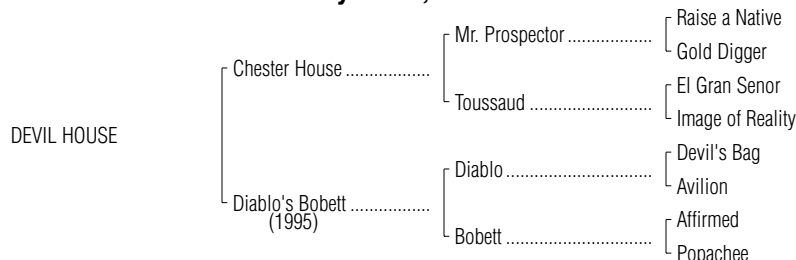 Raise a Native
Mr. Prospector
Gold Digger
Chester House
El Gran Senor
Toussaud
Image of Reality
DEVIL HOUSE
Devil's Bag
Diablo
Avilion
Diablo's Bobett
(1995)
Affirmed
Bobett
Popachee